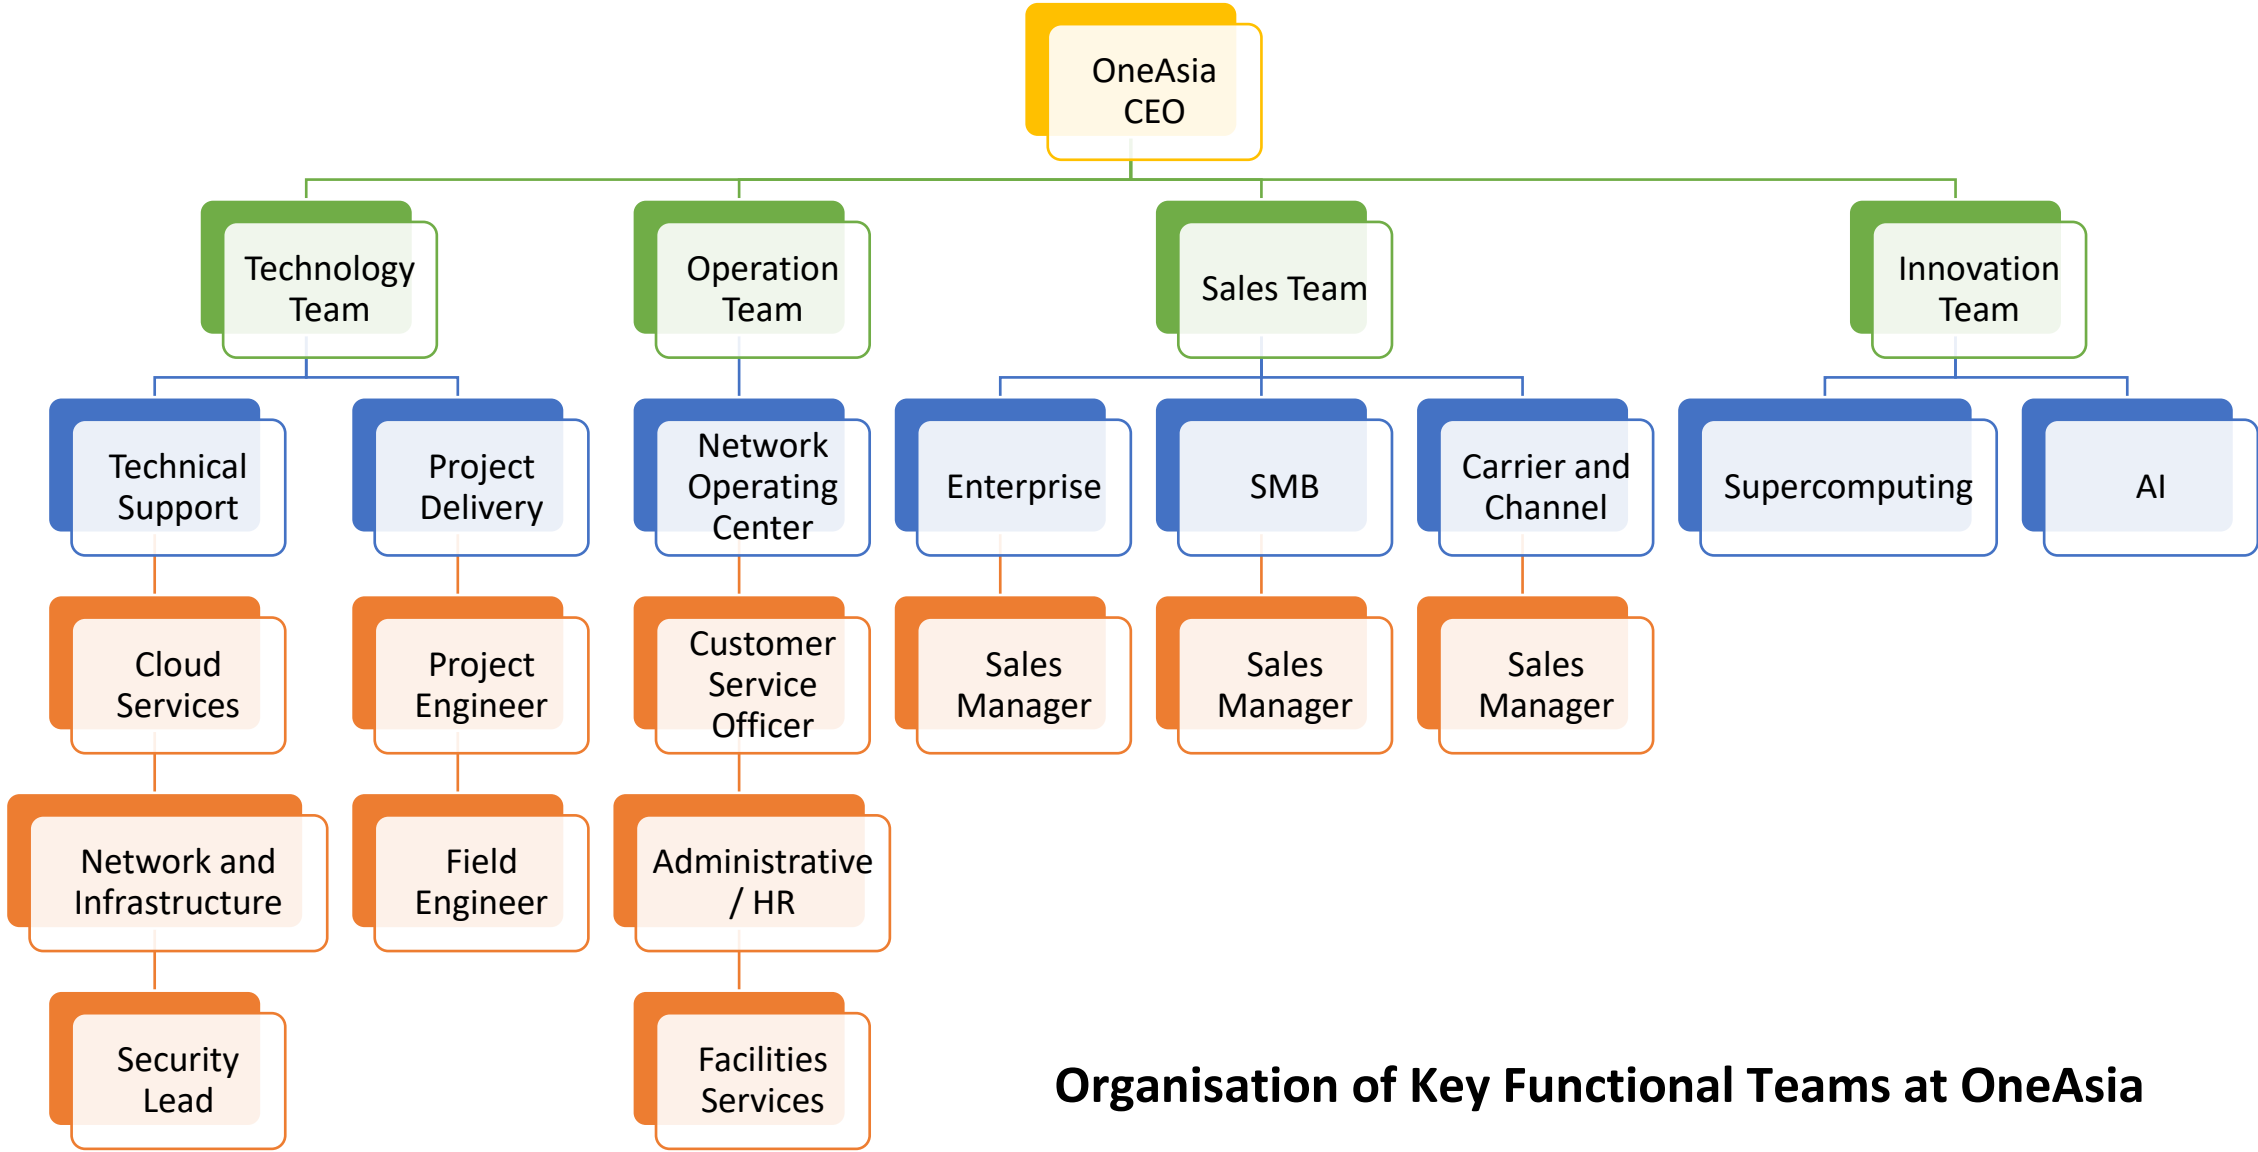 OneAsia
CEO
Technology
Team
Operation
Team
Sales Team
Innovation
Team
Technical
Support
Project
Delivery
Network
Operating
Center
Enterprise
SMB
Carrier and
Channel
Supercomputing
AI
Cloud
Services
Project
Engineer
Customer
Service
Officer
Sales
Manager
Sales
Manager
Sales
Manager
Network and
Infrastructure
Field
Engineer
Administrative
/ HR
Security
Lead
Facilities
Services
Organisation of Key Functional Teams at OneAsia